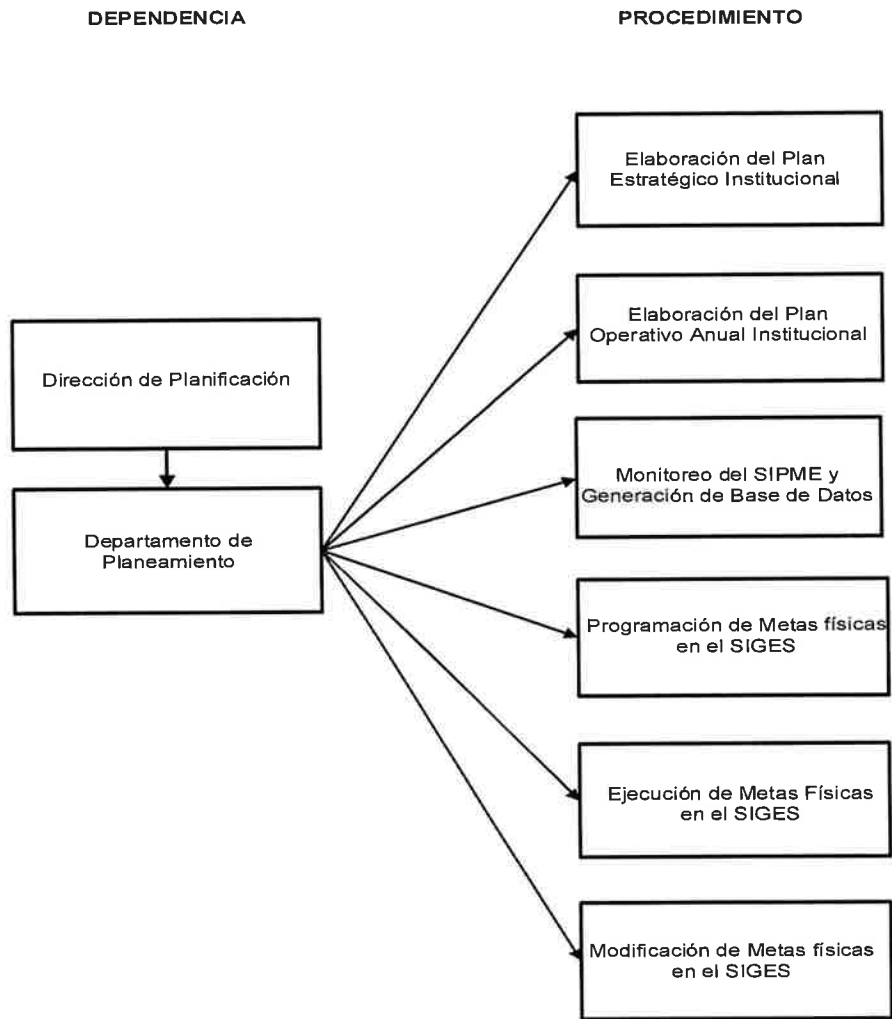 DEPENDENCIA
PROCEDIMIENTO
Elaboración del Plan
Estratégico Institucional
Elaboración del Plan
Operativo Anual Institucional
Dirección de Planificación
Monitoreo del SIPME y
Generación de Base de Datos
Departamento de
Planeamiento
Programación de Metas físicas
en el SIGES
Ejecución de Metas Físicas
en el SIGES
Modificación de Metas físicas
en el SIGES